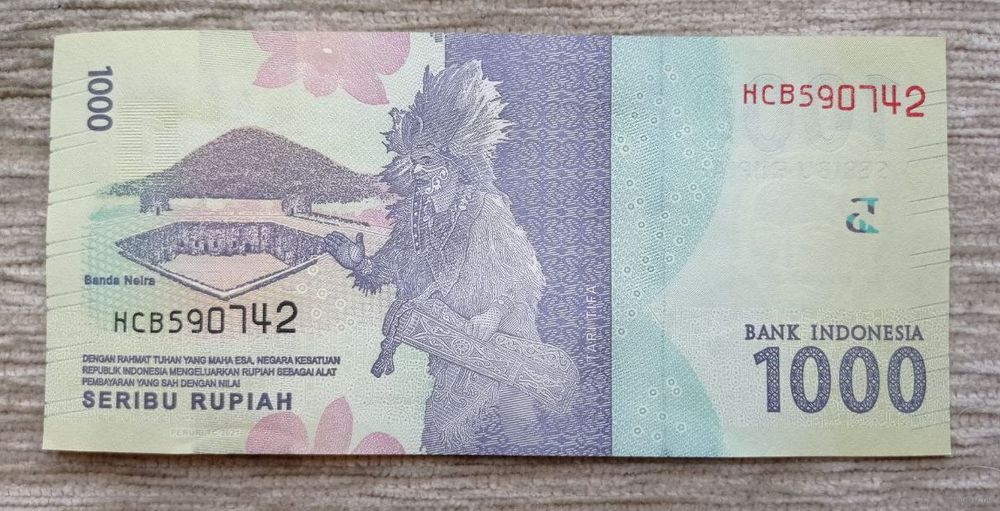 1000
HCB590742
Banda Neira
HCB590742
DENGAN RAHMAT TUHAN YANG MAHA ESA, NEGARA KESATUAN
REPUBLIK INDONESIA MENGELUARKAN RUPIAH SEBAGAI ALAT
PEMBAYARAN YANG SAH DENGAN NILAI
SERIBU RUPIAH
TARI TIFA
BANK INDONESIA
1000